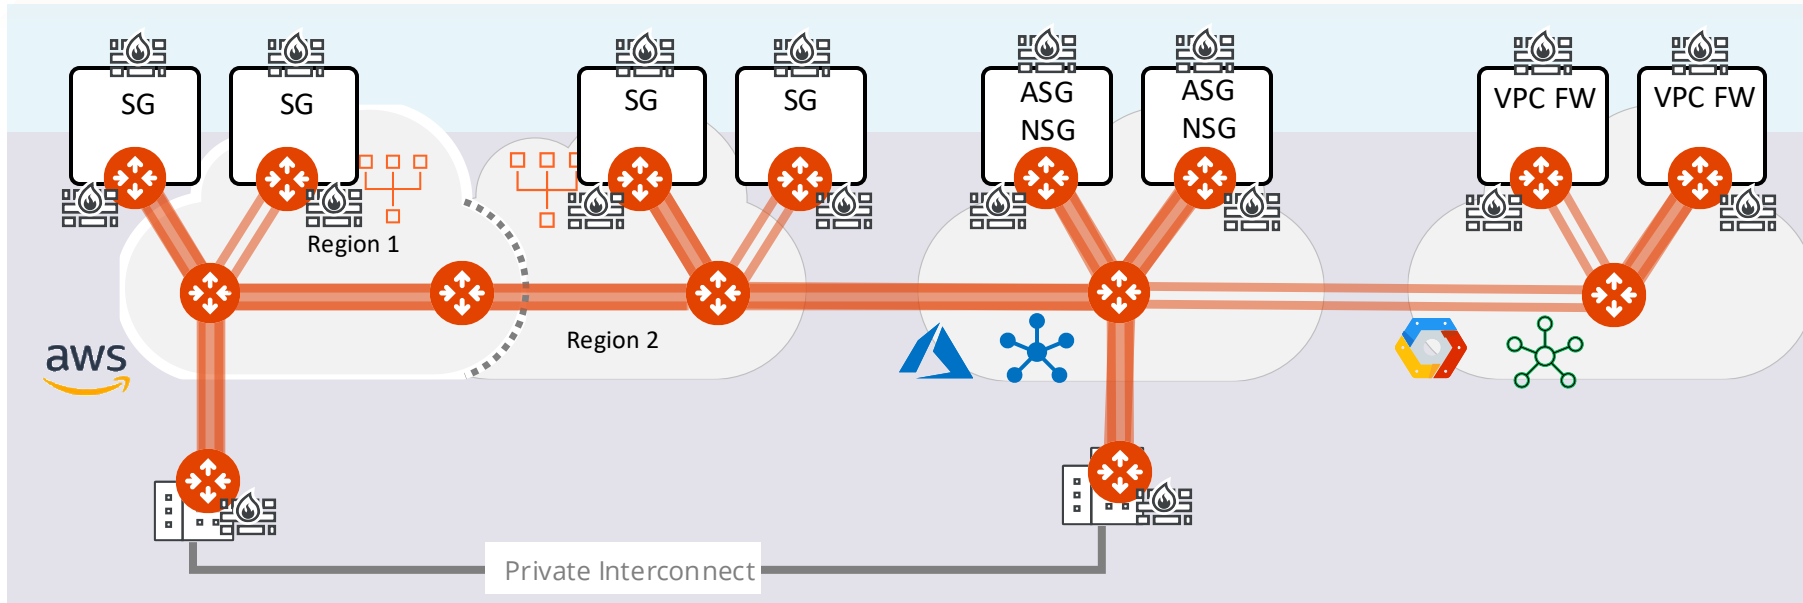 SG
SG
SG
SG
ASG
NSG
ASG
NSG
VPC FW
VPC FW
Region 1
Region 2
aws
Private Interconnect